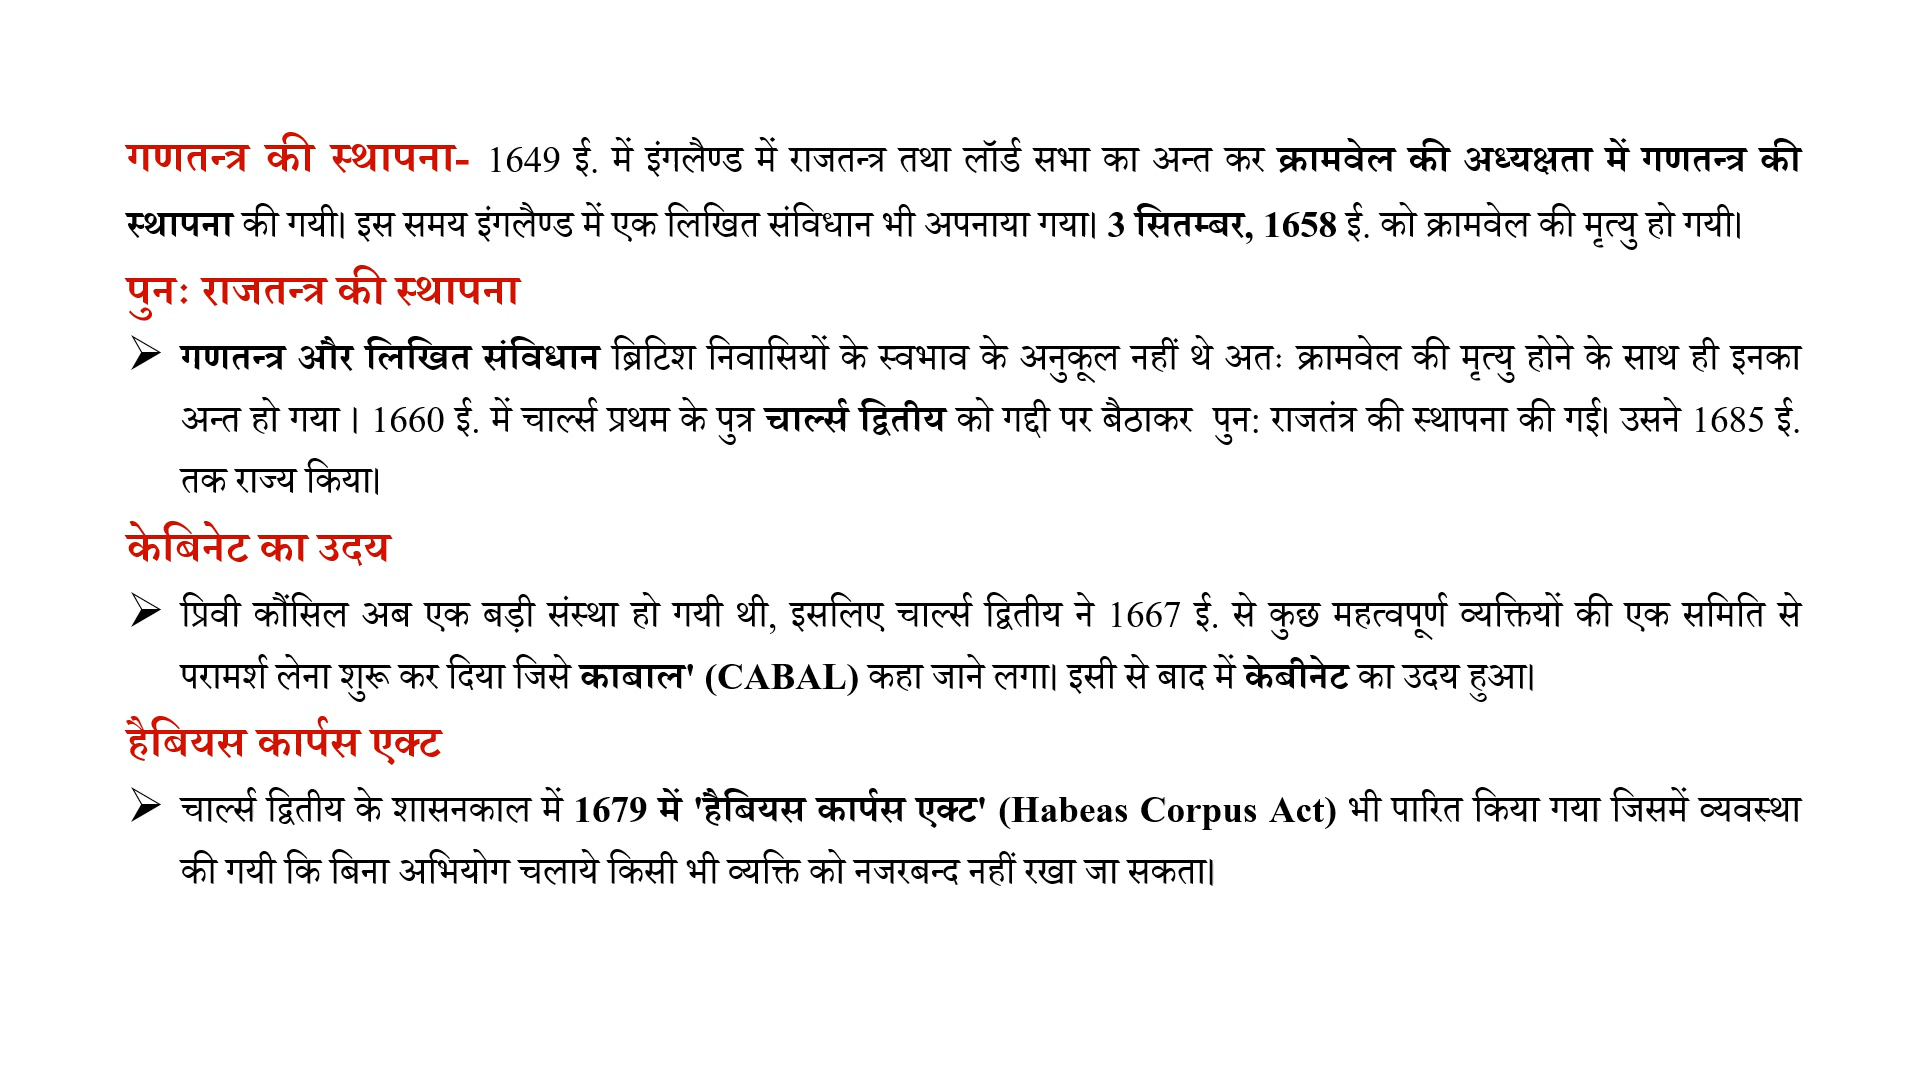 गणतन्त्र की स्थापना- 1649 ई. में इंगलैण्ड में राजतन्त्र तथा लॉर्ड सभा का अन्त कर क्रामवेल की अध्यक्षता में गणतन्त्र की
स्थापना की गयी। इस समय इंगलैण्ड में एक लिखित संविधान भी अपनाया गया। 3 सितम्बर, 1658 ई. को क्रामवेल की मृत्यु हो गयी।
पुनः राजतन्त्र की स्थापना
➢ गणतन्त्र और लिखित संविधान ब्रिटिश निवासियों के स्वभाव के अनुकूल नहीं थे अतः क्रामवेल की मृत्यु होने के साथ ही इनका
अन्त हो गया । 1660 ई. में चार्ल्स प्रथम के पुत्र चार्ल्स द्वितीय को गद्दी पर बैठाकर पुन: राजतंत्र की स्थापना की गई। उसने 1685 ई.
तक राज्य किया।
केबिनेट का उदय
➢ प्रिवी कौंसिल अब एक बड़ी संस्था हो गयी थी, इसलिए चार्ल्स द्वितीय ने 1667 ई. से कुछ महत्वपूर्ण व्यक्तियों की एक समिति से
परामर्श लेना शुरू कर दिया जिसे काबाल' (CABAL) कहा जाने लगा। इसी से बाद में केबीनेट का उदय हुआ।
हैबियस कार्पस एक्ट
➢ चार्ल्स द्वितीय के शासनकाल में 1679 में 'हैबियस कार्पस एक्ट' (Habeas Corpus Act) भी पारित किया गया जिसमें व्यवस्था
की गयी कि बिना अभियोग चलाये किसी भी व्यक्ति को नजरबन्द नहीं रखा जा सकता।